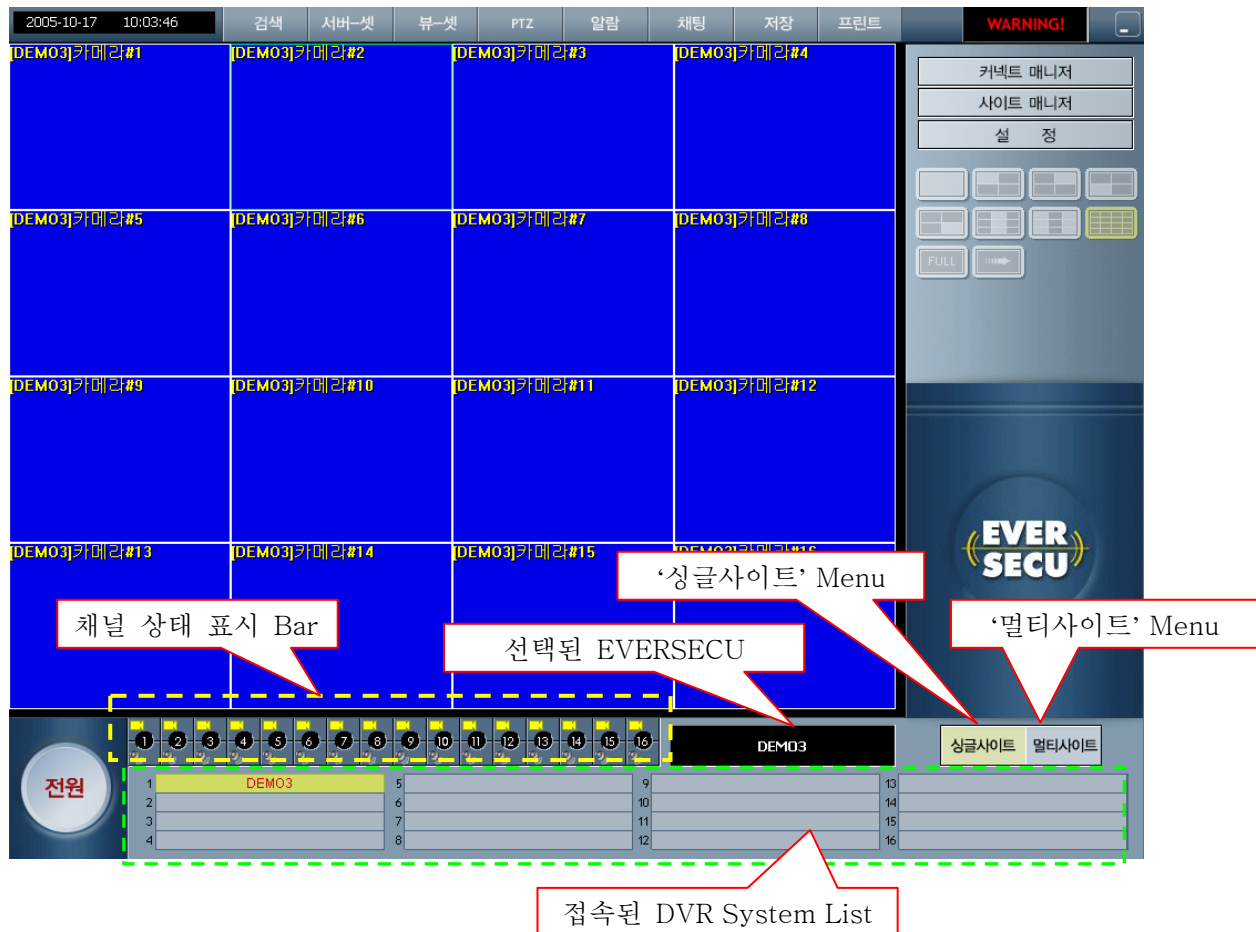 2005-10-17 10:03:46 검색 서버-셋 뷰-셋 PTZ 알람 채팅 저장 프린트 WARNING!
[DEMO3]카메라#1 [DEMO3]카메라#2 [DEMO3]카메라#3 [DEMO3]카메라#4
커넥트 매니저
사이트 매니저
설 정
[DEMO3]카메라#5 [DEMO3]카메라#6 [DEMO3]카메라#7 [DEMO3]카메라#8
FULL
[DEMO3]카메라#9 [DEMO3]카메라#10 [DEMO3]카메라#11 [DEMO3]카메라#12
EVER
SECU
[DEMO3]카메라#13 [DEMO3]카메라#14 [DEMO3]카메라#15 [DEMO3]카메라#16
‘싱글사이트’ Menu
‘멀티사이트’ Menu
채널 상태 표시 Bar
선택된 EVERSECU
1 2 3 4 5 6 7 8 9 10 11 12 13 14 15 16
DEMO3
싱글사이트 멀티사이트
전원
1 DEMO3 5 9 13
2 6 10 14
3 7 11 15
4 8 12 16
접속된 DVR System List